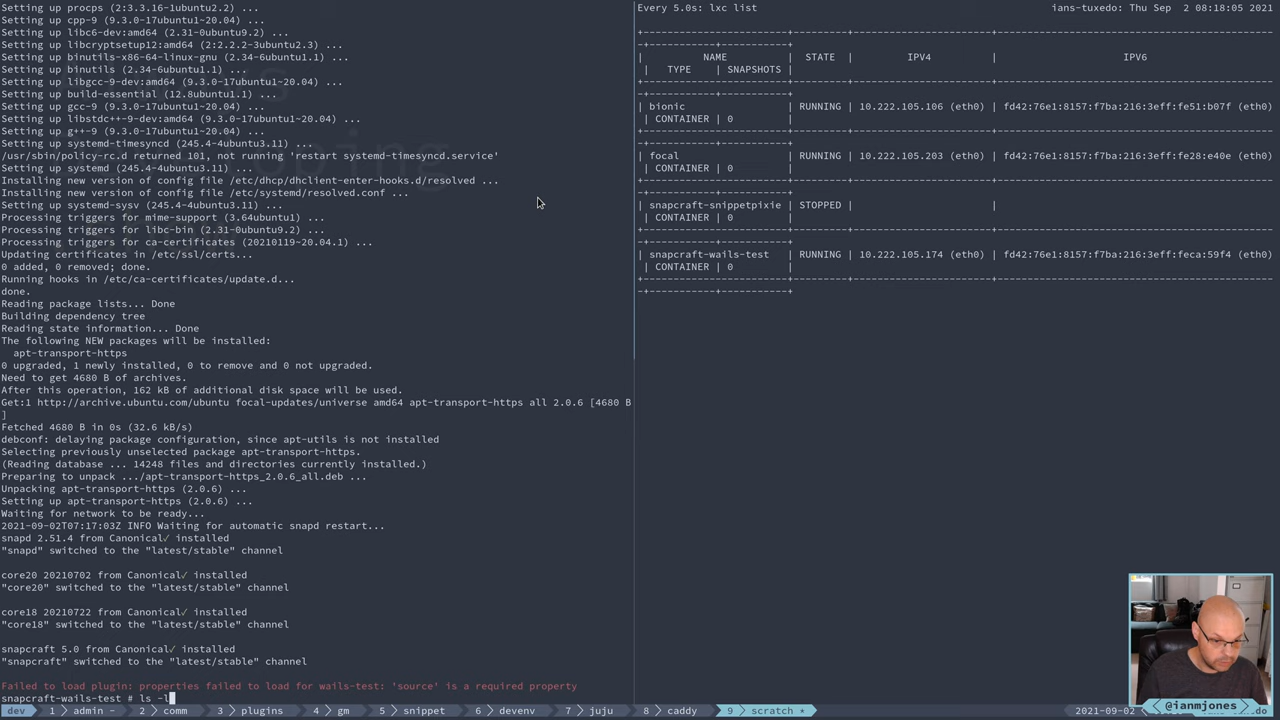 Setting up procps (2:3.3.16-1ubuntu2.2) ...
Setting up cpp-9 (9.3.0-17ubuntu1~20.04) ...
Setting up libc6-dev:amd64 (2.31-0ubuntu9.2) ...
Setting up libcryptsetup12:amd64 (2:2.2.2-3ubuntu2.3) ...
Setting up binutils-x86-64-linux-gnu (2.34-6ubuntu1.1) ...
Setting up binutils (2.34-6ubuntu1.1) ...
Setting up libgcc-9-dev:amd64 (9.3.0-17ubuntu1~20.04) ...
Setting up build-essential (12.8ubuntu1.1) ...
Setting up gcc-9 (9.3.0-17ubuntu1~20.04) ...
Setting up libstdc++-9-dev:amd64 (9.3.0-17ubuntu1~20.04) ...
Setting up g++-9 (9.3.0-17ubuntu1~20.04) ...
Setting up systemd-timesyncd (245.4-4ubuntu3.11) ...
/usr/sbin/policy-rc.d returned 101, not running 'restart systemd-timesyncd.service'
Setting up systemd (245.4-4ubuntu3.11) ...
Installing new version of config file /etc/dhcp/dhclient-enter-hooks.d/resolved ...
Installing new version of config file /etc/systemd/resolved.conf ...
Setting up systemd-sysv (245.4-4ubuntu3.11) ...
Processing triggers for mime-support (3.64ubuntu1) ...
Processing triggers for libc-bin (2.31-0ubuntu9.2) ...
Processing triggers for ca-certificates (20210119~20.04.1) ...
Updating certificates in /etc/ssl/certs...
0 added, 0 removed; done.
Running hooks in /etc/ca-certificates/update.d...
done.
Reading package lists... Done
Building dependency tree
Reading state information... Done
The following NEW packages will be installed:
apt-transport-https
0 upgraded, 1 newly installed, 0 to remove and 0 not upgraded.
Need to get 4680 B of archives.
After this operation, 162 kB of additional disk space will be used.
Get:1 http://archive.ubuntu.com/ubuntu focal-updates/universe amd64 apt-transport-https all 2.0.6 [4680 B
]
Fetched 4680 B in 0s (32.6 kB/s)
debconf: delaying package configuration, since apt-utils is not installed
Selecting previously unselected package apt-transport-https.
(Reading database ... 14248 files and directories currently installed.)
Preparing to unpack .../apt-transport-https_2.0.6_all.deb ...
Unpacking apt-transport-https (2.0.6) ...
Setting up apt-transport-https (2.0.6) ...
Waiting for network to be ready...
2021-09-02T07:17:03Z INFO Waiting for automatic snapd restart...
snapd 2.51.4 from Canonical✓ installed
"snapd" switched to the "latest/stable" channel
core20 20210702 from Canonical✓ installed
"core20" switched to the "latest/stable" channel
core18 20210722 from Canonical✓ installed
"core18" switched to the "latest/stable" channel
snapcraft 5.0 from Canonical✓ installed
"snapcraft" switched to the "latest/stable" channel
Failed to load plugin: properties failed to load for wails-test: 'source' is a required property
snapcraft-wails-test # ls -l
Every 5.0s: lxc list ians-tuxedo: Thu Sep 2 08:18:05 2021
| NAME | STATE | IPV4 | IPV6
| TYPE | SNAPSHOTS |
| bionic | RUNNING | 10.222.105.106 (eth0) | fd42:76e1:8157:f7ba:216:3eff:fe51:b07f (eth0)
| CONTAINER | 0 |
| focal | RUNNING | 10.222.105.203 (eth0) | fd42:76e1:8157:f7ba:216:3eff:fe28:e40e (eth0)
| CONTAINER | 0 |
| snapcraft-snippetpixie | STOPPED | |
| CONTAINER | 0 |
| snapcraft-wails-test | RUNNING | 10.222.105.174 (eth0) | fd42:76e1:8157:f7ba:216:3eff:feca:59f4 (eth0)
| CONTAINER | 0 |
dev 1 admin - 2 comm 3 plugins 4 gm 5 snippet 6 devenv 7 juju 8 caddy 9 scratch * 2021-09-02
@ianmjones